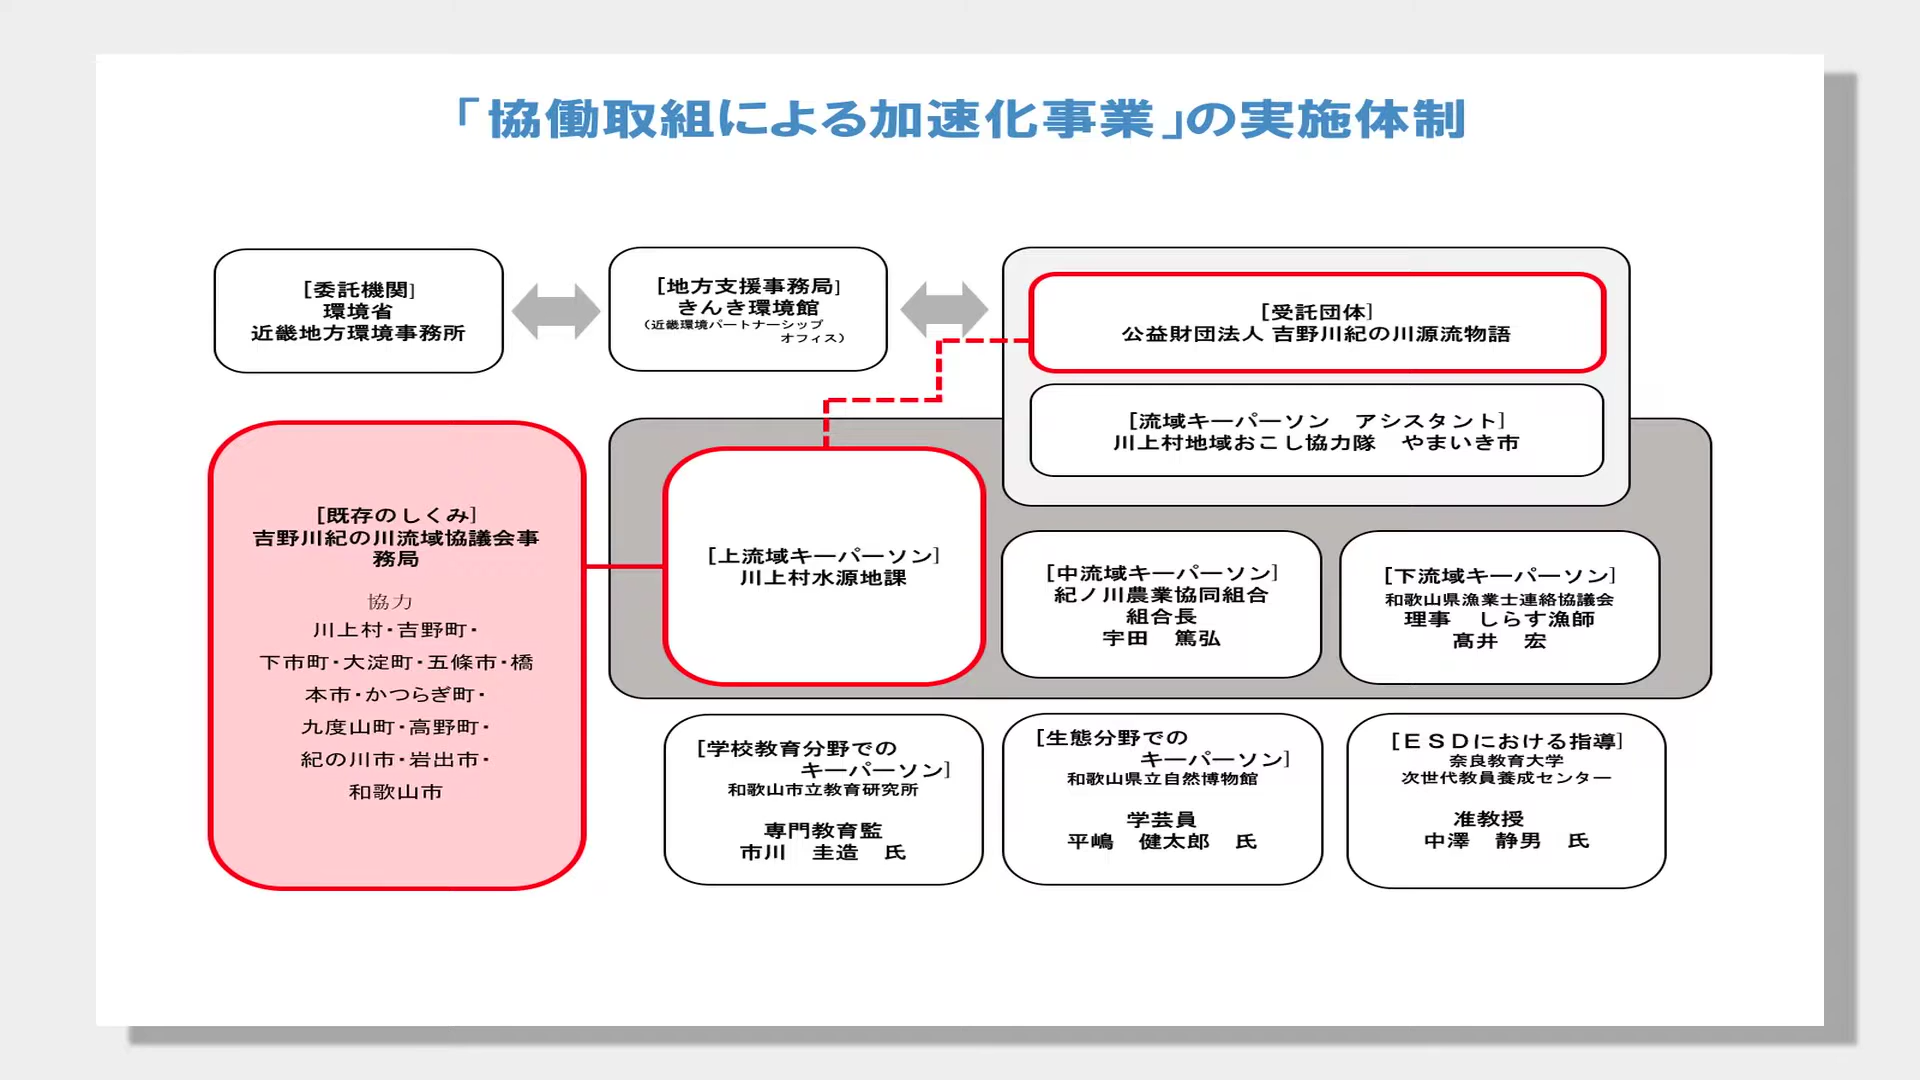 「協働取組による加速化事業」の実施体制
[委託機関]
環境省
近畿地方環境事務所
[地方支援事務局]
きんき環境館
（近畿環境パートナーシップ
オフィス）
[受託団体]
公益財団法人 吉野川紀の川源流物語
[流域キーパーソン　アシスタント]
川上村地域おこし協力隊　やまいき市
[既存のしくみ]
吉野川紀の川流域協議会事
務局
協力
川上村・吉野町・
下市町・大淀町・五條市・橋
本市・かつらぎ町・
九度山町・高野町・
紀の川市・岩出市・
和歌山市
[上流域キーパーソン]
川上村水源地課
[中流域キーパーソン]
紀ノ川農業協同組合
組合長
宇田　篤弘
[下流域キーパーソン]
和歌山県漁業士連絡協議会
理事　しらす漁師
髙井　宏
[学校教育分野での
キーパーソン]
和歌山市立教育研究所
専門教育監
市川　圭造　氏
[生態分野での
キーパーソン]
和歌山県立自然博物館
学芸員
平嶋　健太郎　氏
[ＥＳＤにおける指導]
奈良教育大学
次世代教員養成センター
准教授
中澤　静男　氏